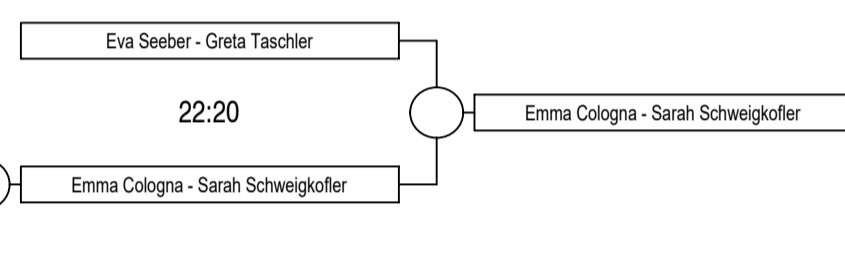 Eva Seeber - Greta Taschler
22:20
Emma Cologna - Sarah Schweigkofler
Emma Cologna - Sarah Schweigkofler